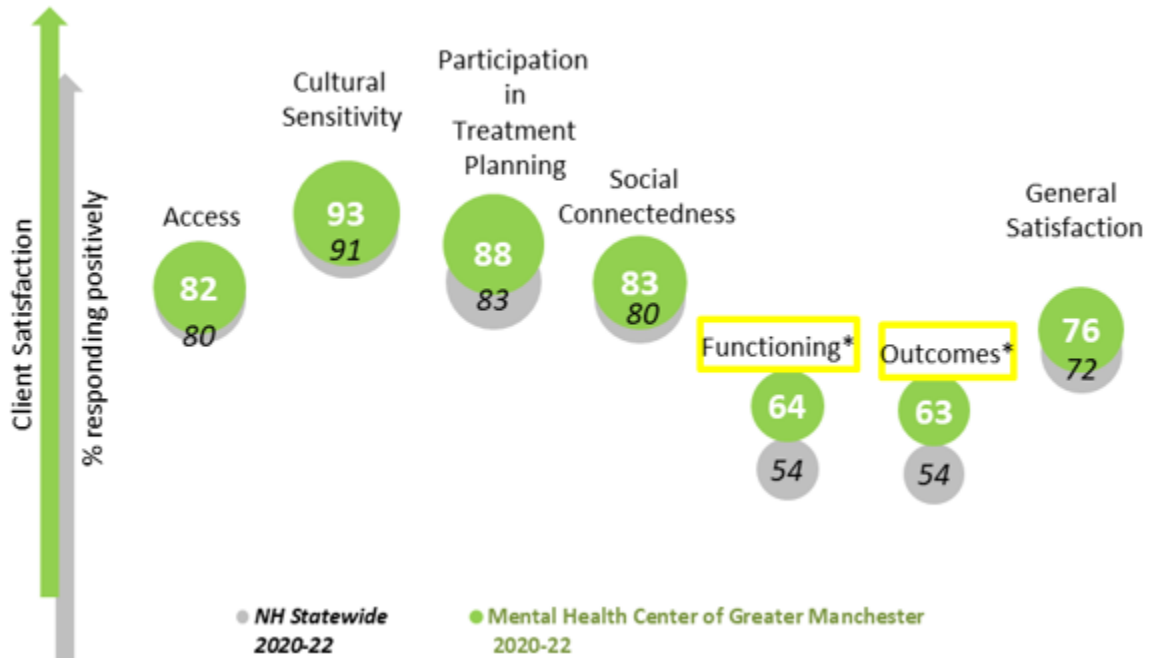 Client Satisfaction
% responding positively
Access
82
80
Cultural
Sensitivity
93
91
Participation
in
Treatment
Planning
88
83
Social
Connectedness
83
80
Functioning*
64
54
Outcomes*
63
54
General
Satisfaction
76
72
NH Statewide
2020-22
Mental Health Center of Greater Manchester
2020-22